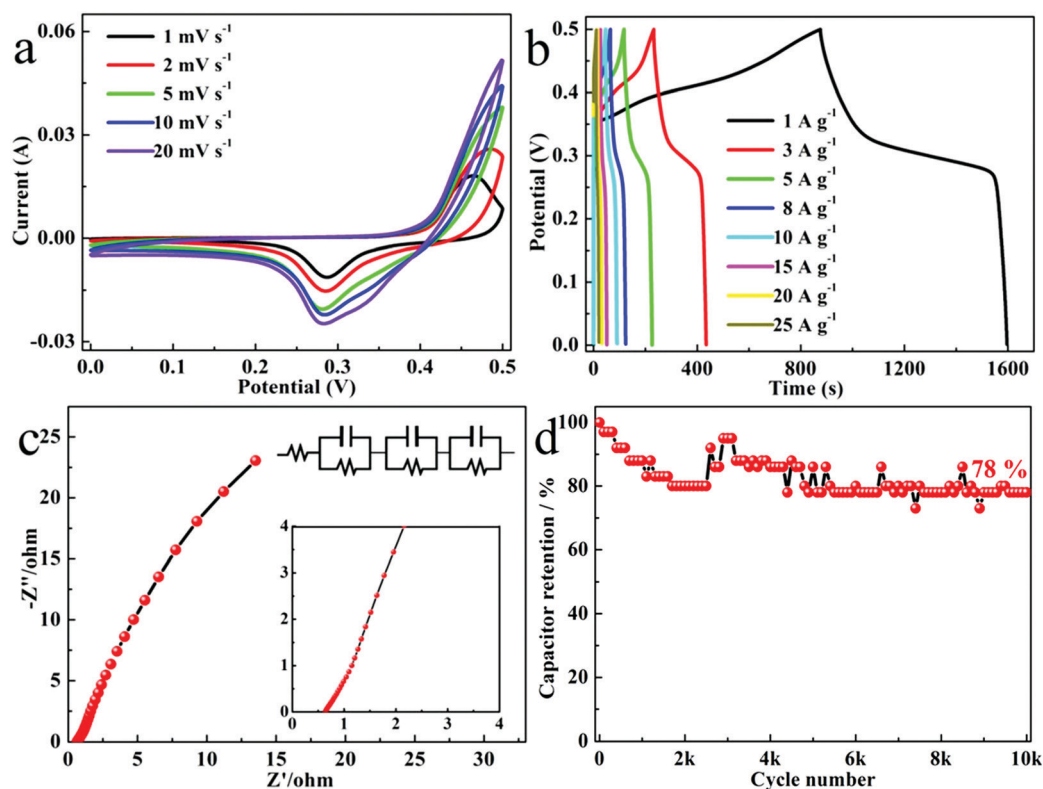 a
0.06
0.03
0.00
-0.03
Current (A)
1 mV s⁻¹
2 mV s⁻¹
5 mV s⁻¹
10 mV s⁻¹
20 mV s⁻¹
0.0 0.1 0.2 0.3 0.4 0.5
Potential (V)
b
0.5
0.4
0.3
0.2
0.1
0.0
Potential (V)
1 A g⁻¹
3 A g⁻¹
5 A g⁻¹
8 A g⁻¹
10 A g⁻¹
15 A g⁻¹
20 A g⁻¹
25 A g⁻¹
0 400 800 1200 1600
Time (s)
c
25
20
15
10
5
0
-Z''/ohm
4
3
2
1
0
0 1 2 3 4
0 5 10 15 20 25 30
Z'/ohm
d
100
80
60
40
20
0
Capacitor retention / %
78 %
0 2k 4k 6k 8k 10k
Cycle number